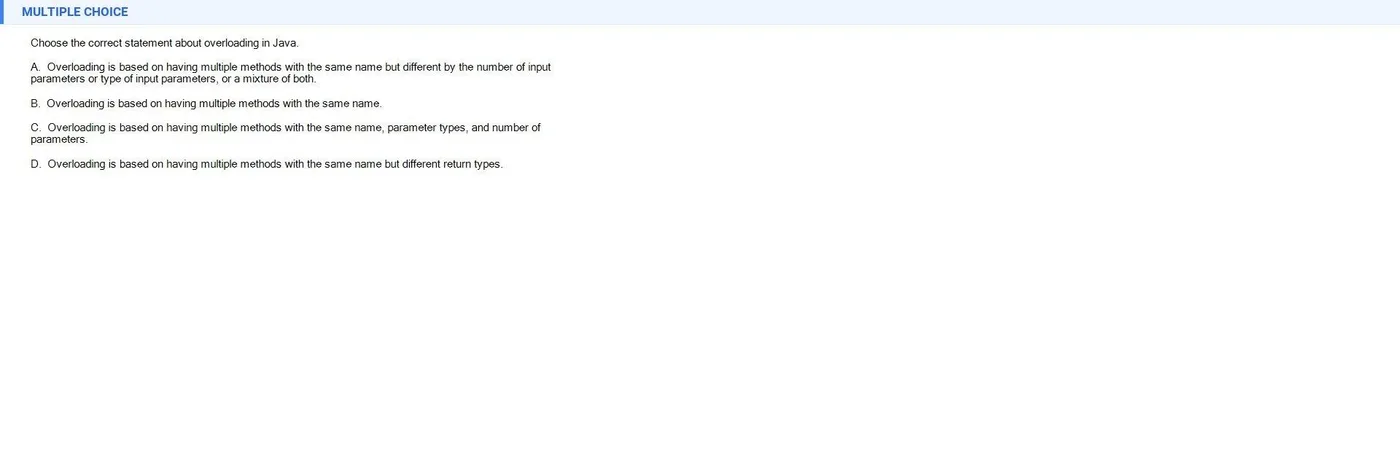 MULTIPLE CHOICE
Choose the correct statement about overloading in Java.
A.  Overloading is based on having multiple methods with the same name but different by the number of input
parameters or type of input parameters, or a mixture of both.
B.  Overloading is based on having multiple methods with the same name.
C.  Overloading is based on having multiple methods with the same name, parameter types, and number of
parameters.
D.  Overloading is based on having multiple methods with the same name but different return types.